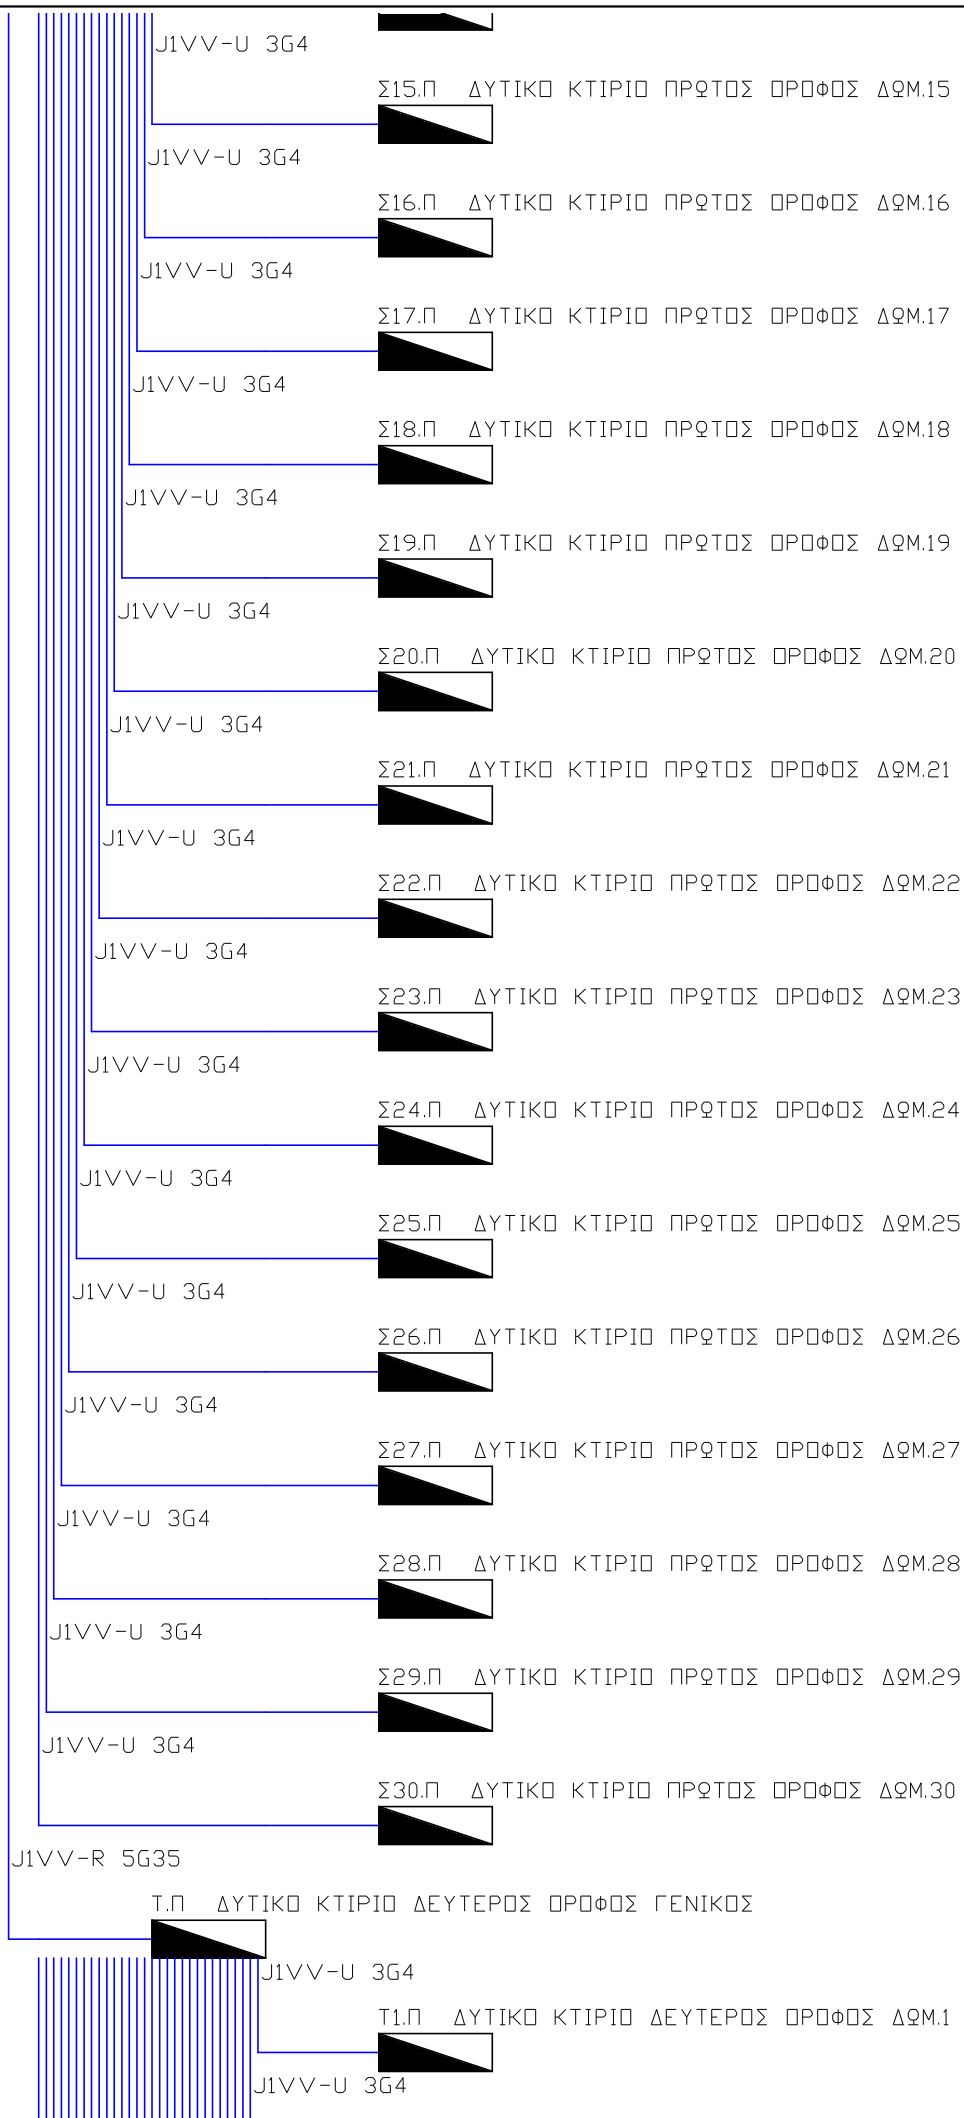 J1VV-U 3G4
Σ15.Π ΔΥΤΙΚΟ ΚΤΙΡΙΟ ΠΡΩΤΟΣ ΟΡΟΦΟΣ ΔΩΜ.15
J1VV-U 3G4
Σ16.Π ΔΥΤΙΚΟ ΚΤΙΡΙΟ ΠΡΩΤΟΣ ΟΡΟΦΟΣ ΔΩΜ.16
J1VV-U 3G4
Σ17.Π ΔΥΤΙΚΟ ΚΤΙΡΙΟ ΠΡΩΤΟΣ ΟΡΟΦΟΣ ΔΩΜ.17
J1VV-U 3G4
Σ18.Π ΔΥΤΙΚΟ ΚΤΙΡΙΟ ΠΡΩΤΟΣ ΟΡΟΦΟΣ ΔΩΜ.18
J1VV-U 3G4
Σ19.Π ΔΥΤΙΚΟ ΚΤΙΡΙΟ ΠΡΩΤΟΣ ΟΡΟΦΟΣ ΔΩΜ.19
J1VV-U 3G4
Σ20.Π ΔΥΤΙΚΟ ΚΤΙΡΙΟ ΠΡΩΤΟΣ ΟΡΟΦΟΣ ΔΩΜ.20
J1VV-U 3G4
Σ21.Π ΔΥΤΙΚΟ ΚΤΙΡΙΟ ΠΡΩΤΟΣ ΟΡΟΦΟΣ ΔΩΜ.21
J1VV-U 3G4
Σ22.Π ΔΥΤΙΚΟ ΚΤΙΡΙΟ ΠΡΩΤΟΣ ΟΡΟΦΟΣ ΔΩΜ.22
J1VV-U 3G4
Σ23.Π ΔΥΤΙΚΟ ΚΤΙΡΙΟ ΠΡΩΤΟΣ ΟΡΟΦΟΣ ΔΩΜ.23
J1VV-U 3G4
Σ24.Π ΔΥΤΙΚΟ ΚΤΙΡΙΟ ΠΡΩΤΟΣ ΟΡΟΦΟΣ ΔΩΜ.24
J1VV-U 3G4
Σ25.Π ΔΥΤΙΚΟ ΚΤΙΡΙΟ ΠΡΩΤΟΣ ΟΡΟΦΟΣ ΔΩΜ.25
J1VV-U 3G4
Σ26.Π ΔΥΤΙΚΟ ΚΤΙΡΙΟ ΠΡΩΤΟΣ ΟΡΟΦΟΣ ΔΩΜ.26
J1VV-U 3G4
Σ27.Π ΔΥΤΙΚΟ ΚΤΙΡΙΟ ΠΡΩΤΟΣ ΟΡΟΦΟΣ ΔΩΜ.27
J1VV-U 3G4
Σ28.Π ΔΥΤΙΚΟ ΚΤΙΡΙΟ ΠΡΩΤΟΣ ΟΡΟΦΟΣ ΔΩΜ.28
J1VV-U 3G4
Σ29.Π ΔΥΤΙΚΟ ΚΤΙΡΙΟ ΠΡΩΤΟΣ ΟΡΟΦΟΣ ΔΩΜ.29
J1VV-U 3G4
Σ30.Π ΔΥΤΙΚΟ ΚΤΙΡΙΟ ΠΡΩΤΟΣ ΟΡΟΦΟΣ ΔΩΜ.30
J1VV-R 5G35
Τ.Π ΔΥΤΙΚΟ ΚΤΙΡΙΟ ΔΕΥΤΕΡΟΣ ΟΡΟΦΟΣ ΓΕΝΙΚΟΣ
J1VV-U 3G4
Τ1.Π ΔΥΤΙΚΟ ΚΤΙΡΙΟ ΔΕΥΤΕΡΟΣ ΟΡΟΦΟΣ ΔΩΜ.1
J1VV-U 3G4